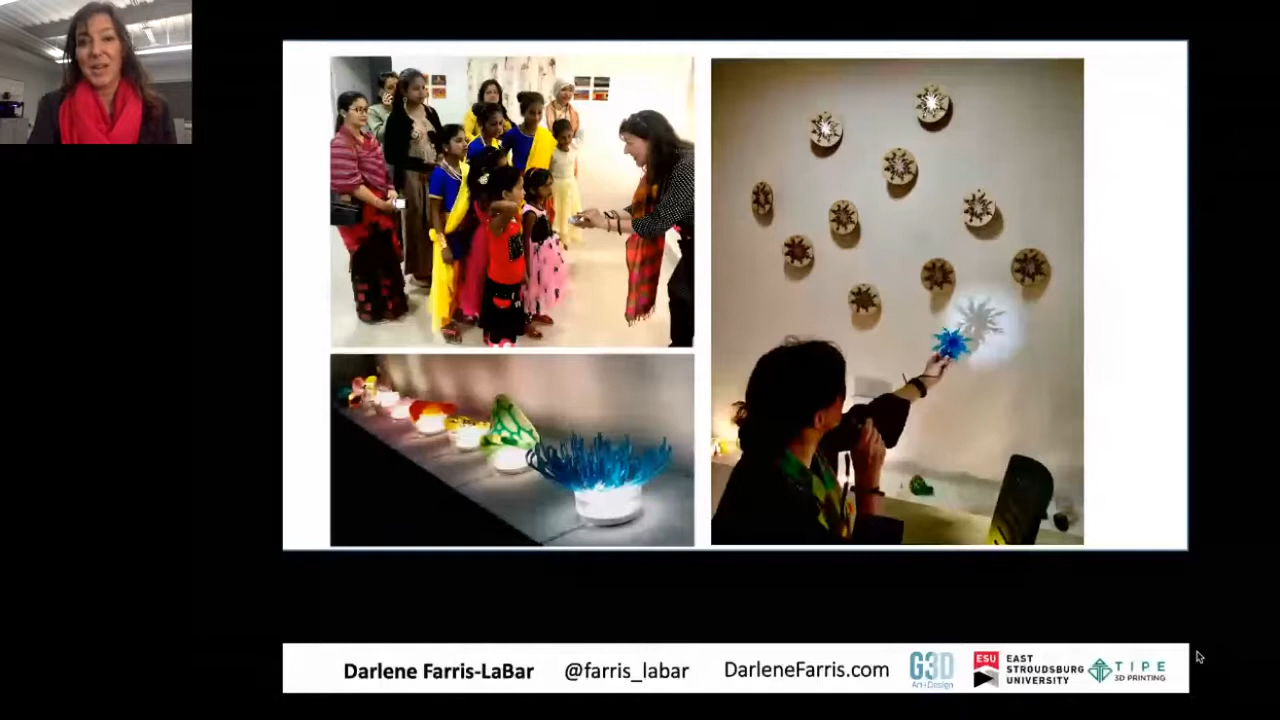 Darlene Farris-LaBar @farris_labar DarleneFarris.com
G3D
Art+Design
ESU
EAST
STROUDSBURG
UNIVERSITY
TIPE
3D PRINTING